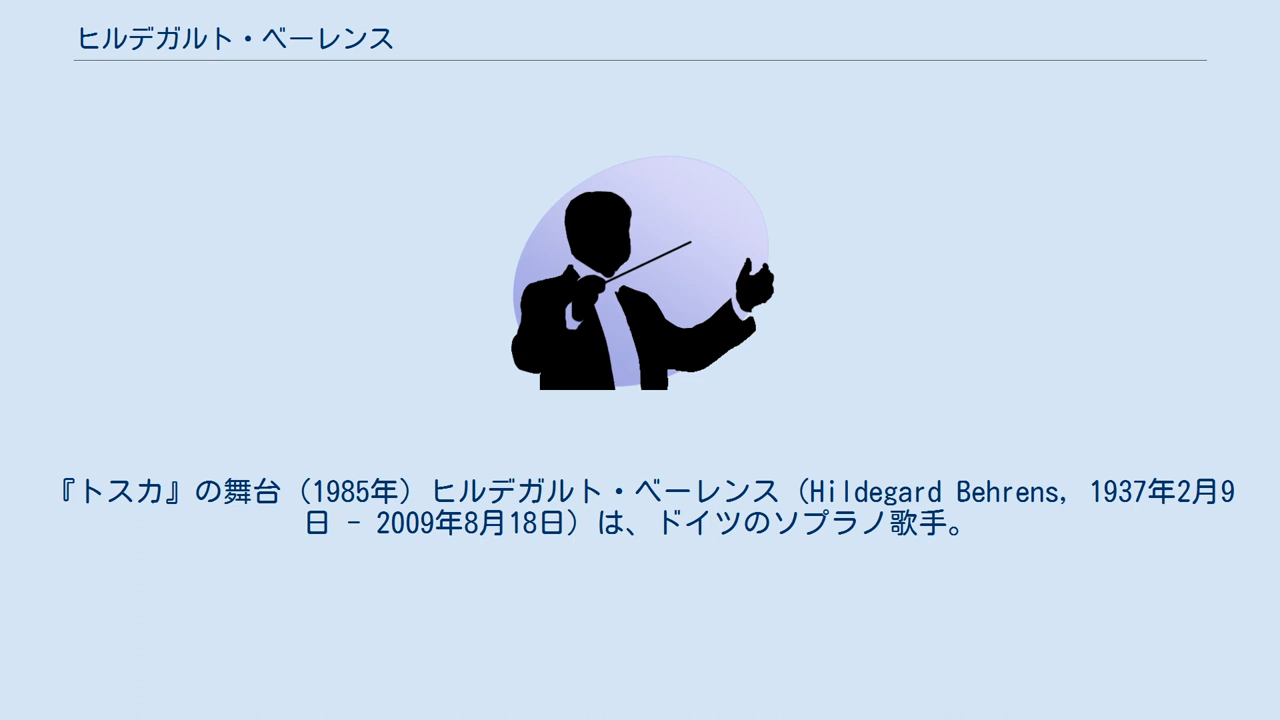 ヒルデガルト・ベーレンス
『トスカ』の舞台（1985年）ヒルデガルト・ベーレンス（Hildegard Behrens, 1937年2月9
日 - 2009年8月18日）は、ドイツのソプラノ歌手。